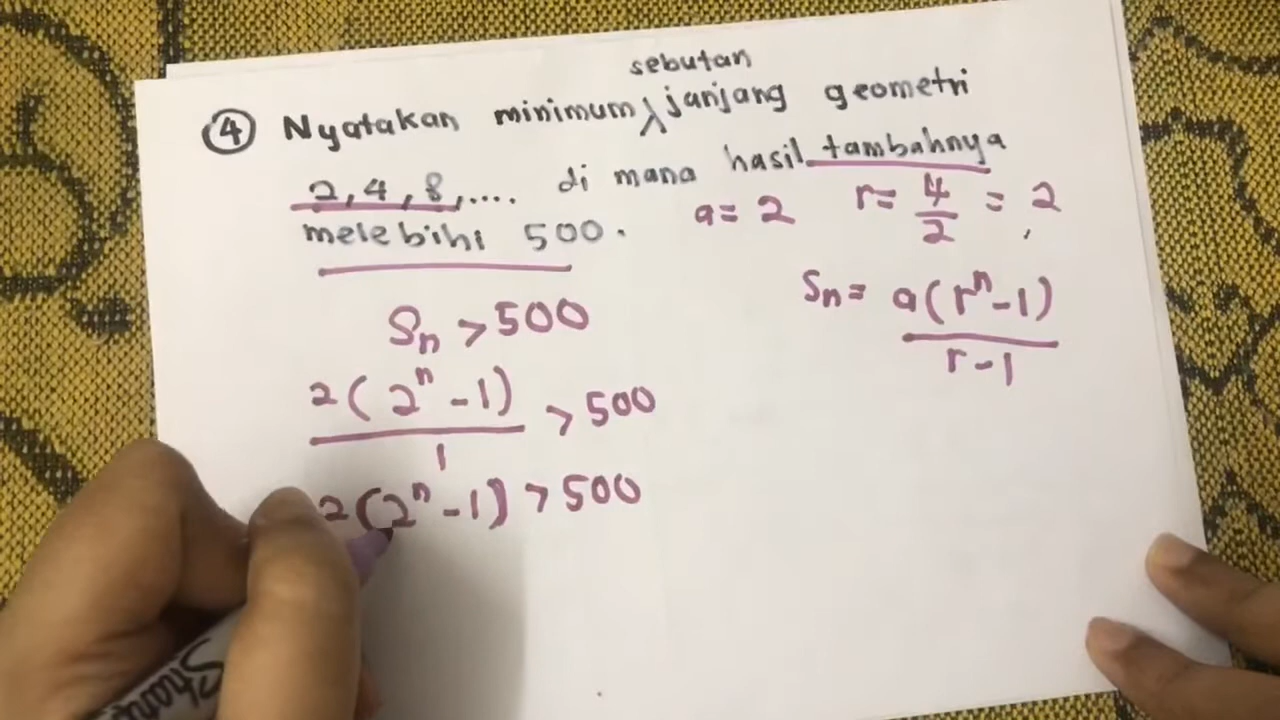 ④ Nyatakan minimum sebutan janjang geometri
2, 4, 8, .... di mana hasil tambahnya
melebihi 500.
a = 2 r = 4/2 = 2
Sn = a(r^n - 1) / r - 1
Sn > 500
2(2^n - 1) / 1 > 500
2(2^n - 1) > 500
Sha